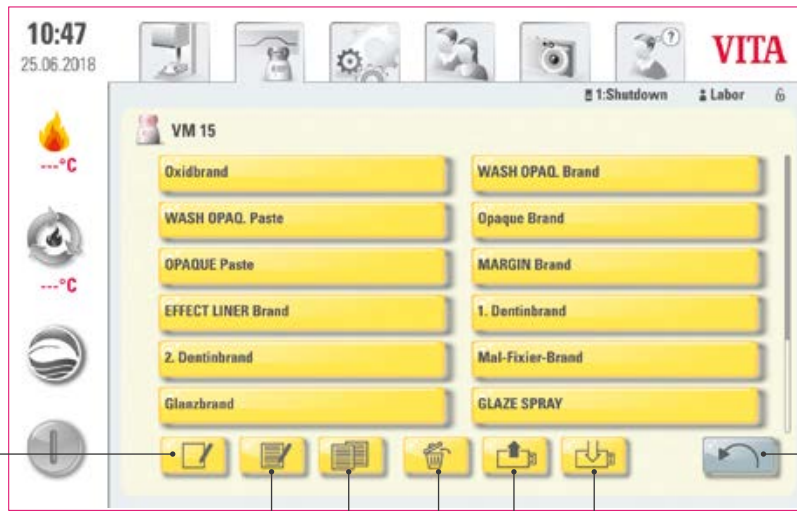 10:47
25.06.2018
VITA
1:Shutdown
Labor
---°C
---°C
VM 15
Oxidbrand
WASH OPAQ. Brand
WASH OPAQ. Paste
Opaque Brand
OPAQUE Paste
MARGIN Brand
EFFECT LINER Brand
1. Dentinbrand
2. Dentinbrand
Mal-Fixier-Brand
Glanzbrand
GLAZE SPRAY